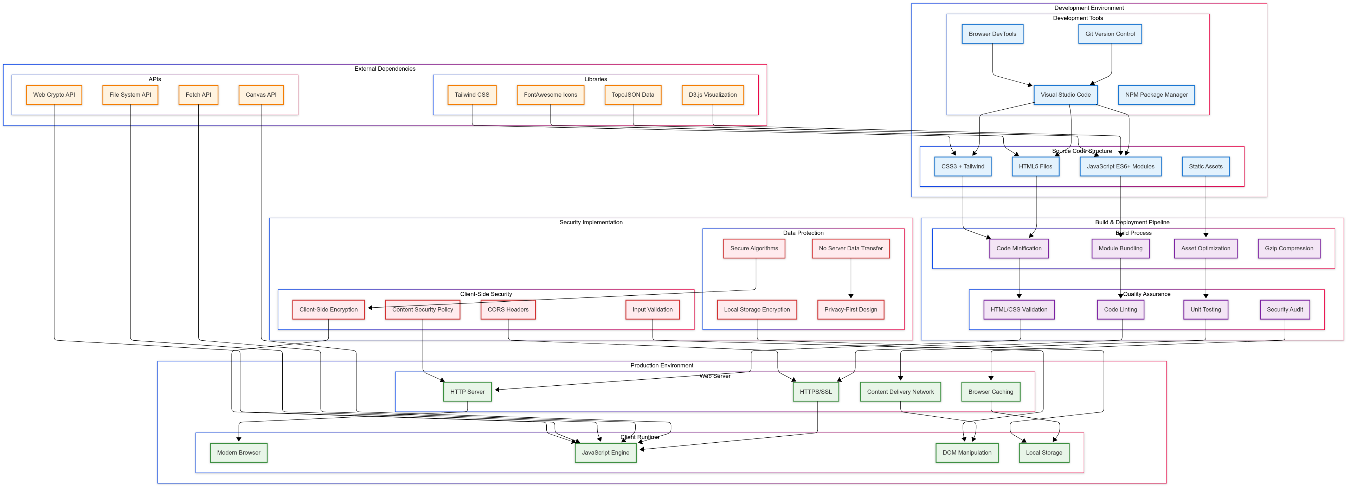 Development Environment
Development Tools
Browser DevTools
Git Version Control
Visual Studio Code
NPM Package Manager
External Dependencies
APIs
Web Crypto API
File System API
Fetch API
Canvas API
Libraries
Tailwind CSS
FontAwesome Icons
TopoJSON Data
D3.js Visualization
Source Code Structure
CSS3 + Tailwind
HTML5 Files
JavaScript ES6+ Modules
Static Assets
Security Implementation
Data Protection
Secure Algorithms
No Server Data Transfer
Local Storage Encryption
Privacy-First Design
Client-Side Security
Client-Side Encryption
Content Security Policy
CORS Headers
Input Validation
Build & Deployment Pipeline
Build Process
Code Minification
Module Bundling
Asset Optimization
Gzip Compression
Quality Assurance
HTML/CSS Validation
Code Linting
Unit Testing
Security Audit
Production Environment
Web Server
HTTP Server
HTTPS/SSL
Content Delivery Network
Browser Caching
Client Runtime
Modern Browser
JavaScript Engine
DOM Manipulation
Local Storage